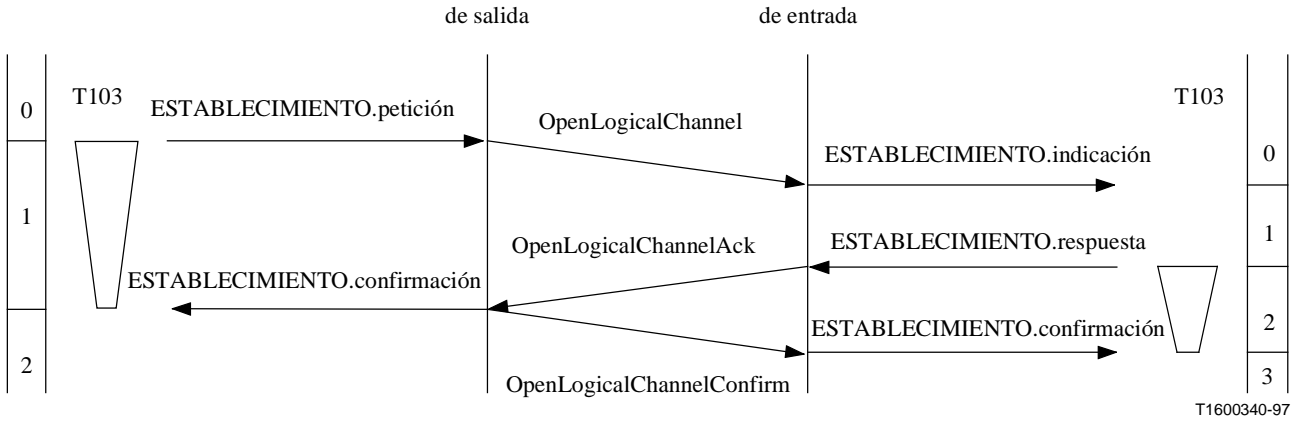 de salida
de entrada
T103
T103
0
ESTABLECIMIENTO.petición
OpenLogicalChannel
ESTABLECIMIENTO.indicación
0
1
OpenLogicalChannelAck
ESTABLECIMIENTO.respuesta
1
ESTABLECIMIENTO.confirmación
ESTABLECIMIENTO.confirmación
2
2
OpenLogicalChannelConfirm
3
T1600340-97